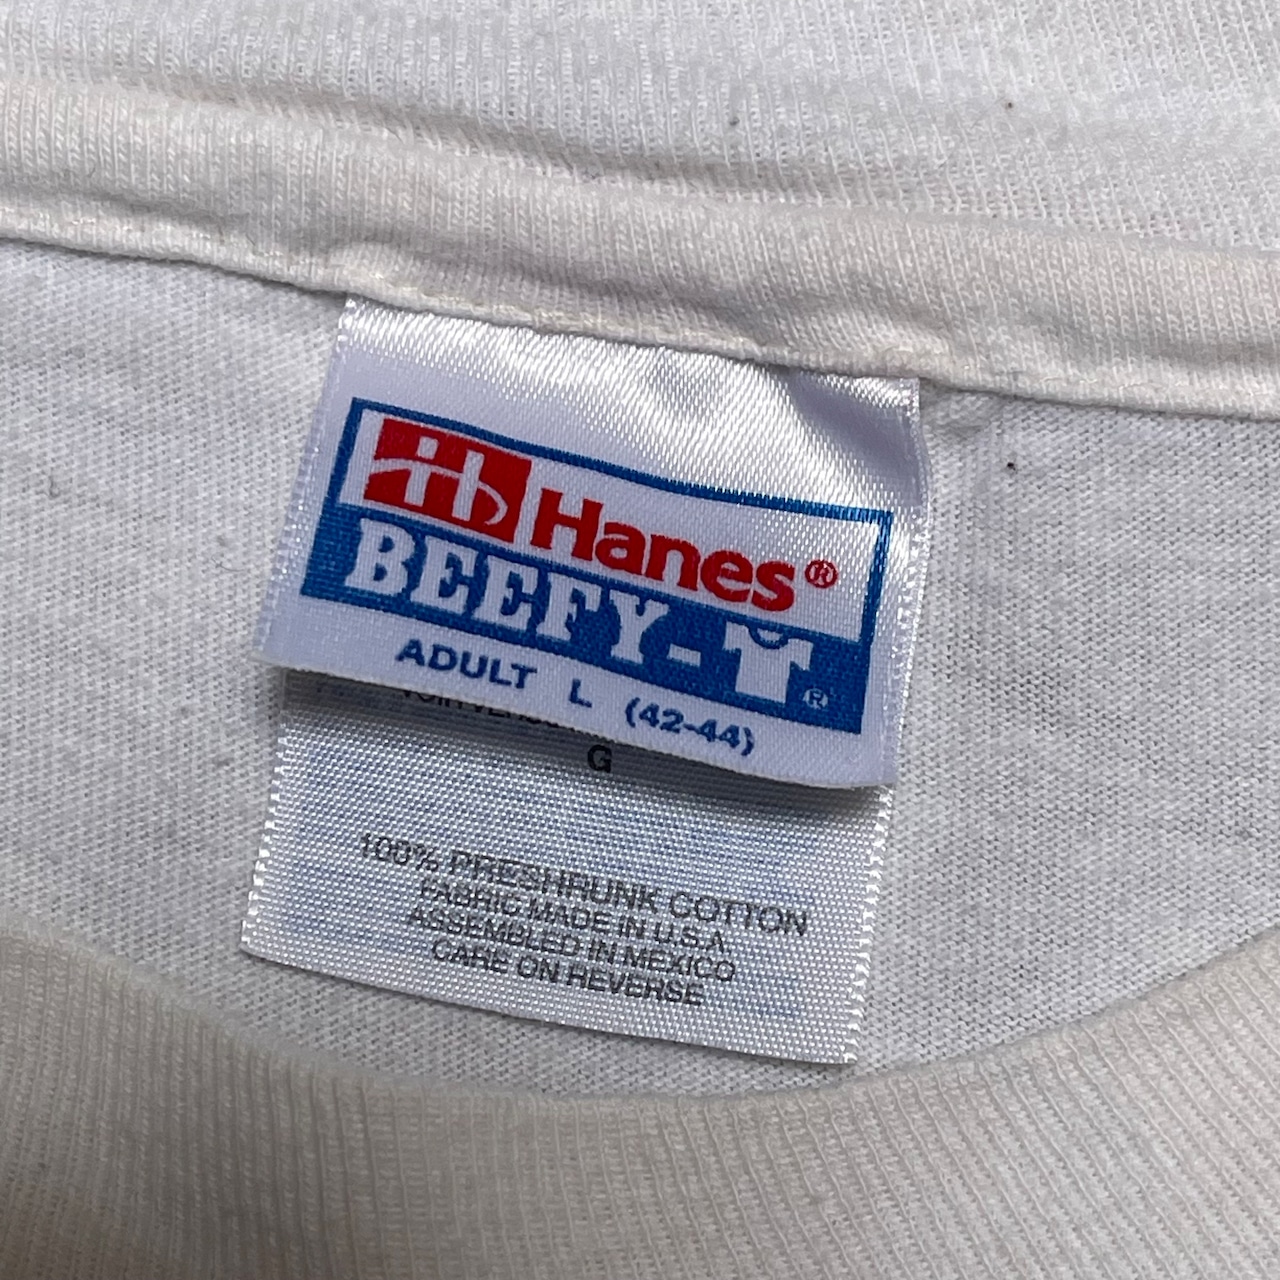 Hanes®
BEEFY-T®
ADULT L (42-44)
G
100% PRESHRUNK COTTON
FABRIC MADE IN U.S.A
ASSEMBLED IN MEXICO
CARE ON REVERSE